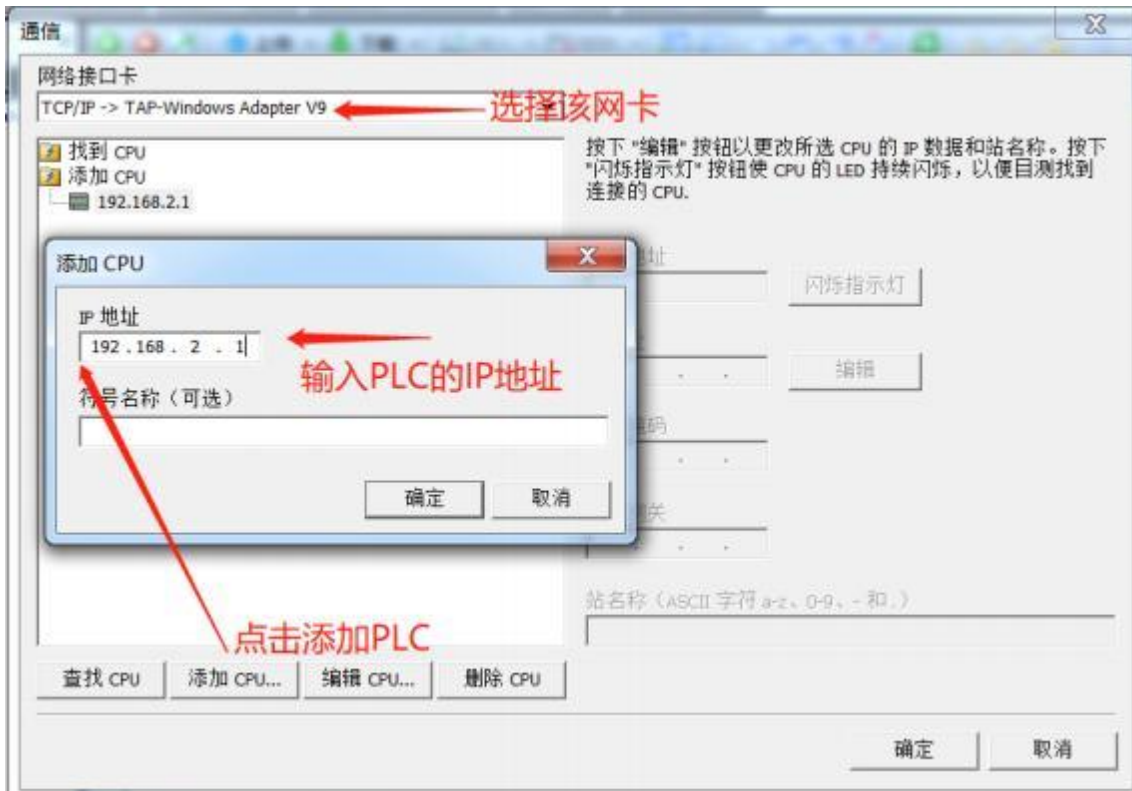 通信
网络接口卡
TCP/IP -> TAP-Windows Adapter V9
选择该网卡
找到 CPU
添加 CPU
192.168.2.1
按下 "编辑" 按钮以更改所选 CPU 的 IP 数据和站名称。按下
"闪烁指示灯" 按钮使 CPU 的 LED 持续闪烁，以便目测找到
连接的 CPU.
添加 CPU
IP 地址
192 . 168 . 2 . 1
输入PLC的IP地址
符号名称（可选）
确定
取消
闪烁指示灯
编辑
站名称（ASCII 字符 a-z、0-9、- 和 .）
点击添加PLC
查找 CPU
添加 CPU...
编辑 CPU...
删除 CPU
确定
取消